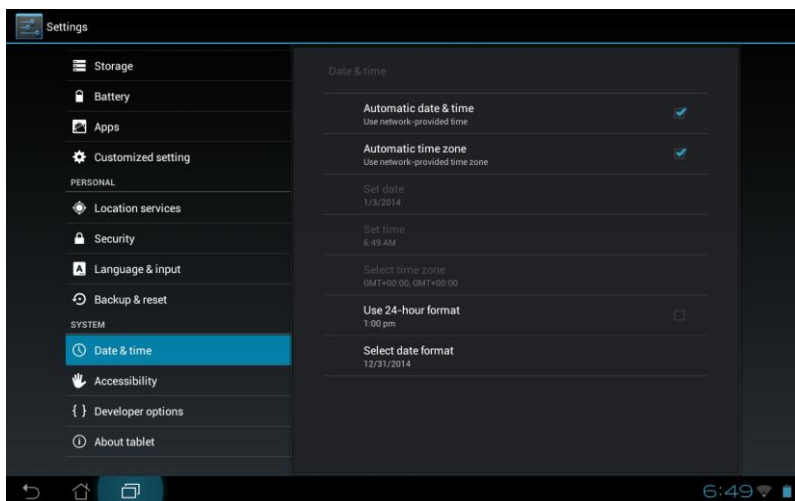 Settings
Storage
Battery
Apps
Customized setting
PERSONAL
Location services
Security
Language & input
Backup & reset
SYSTEM
Date & time
Accessibility
{ } Developer options
About tablet
Date & time
Automatic date & time
Use network-provided time
Automatic time zone
Use network-provided time zone
Set date
1/3/2014
Set time
6:49 AM
Select time zone
GMT+00:00, GMT+00:00
Use 24-hour format
1:00 pm
Select date format
12/31/2014
6:49